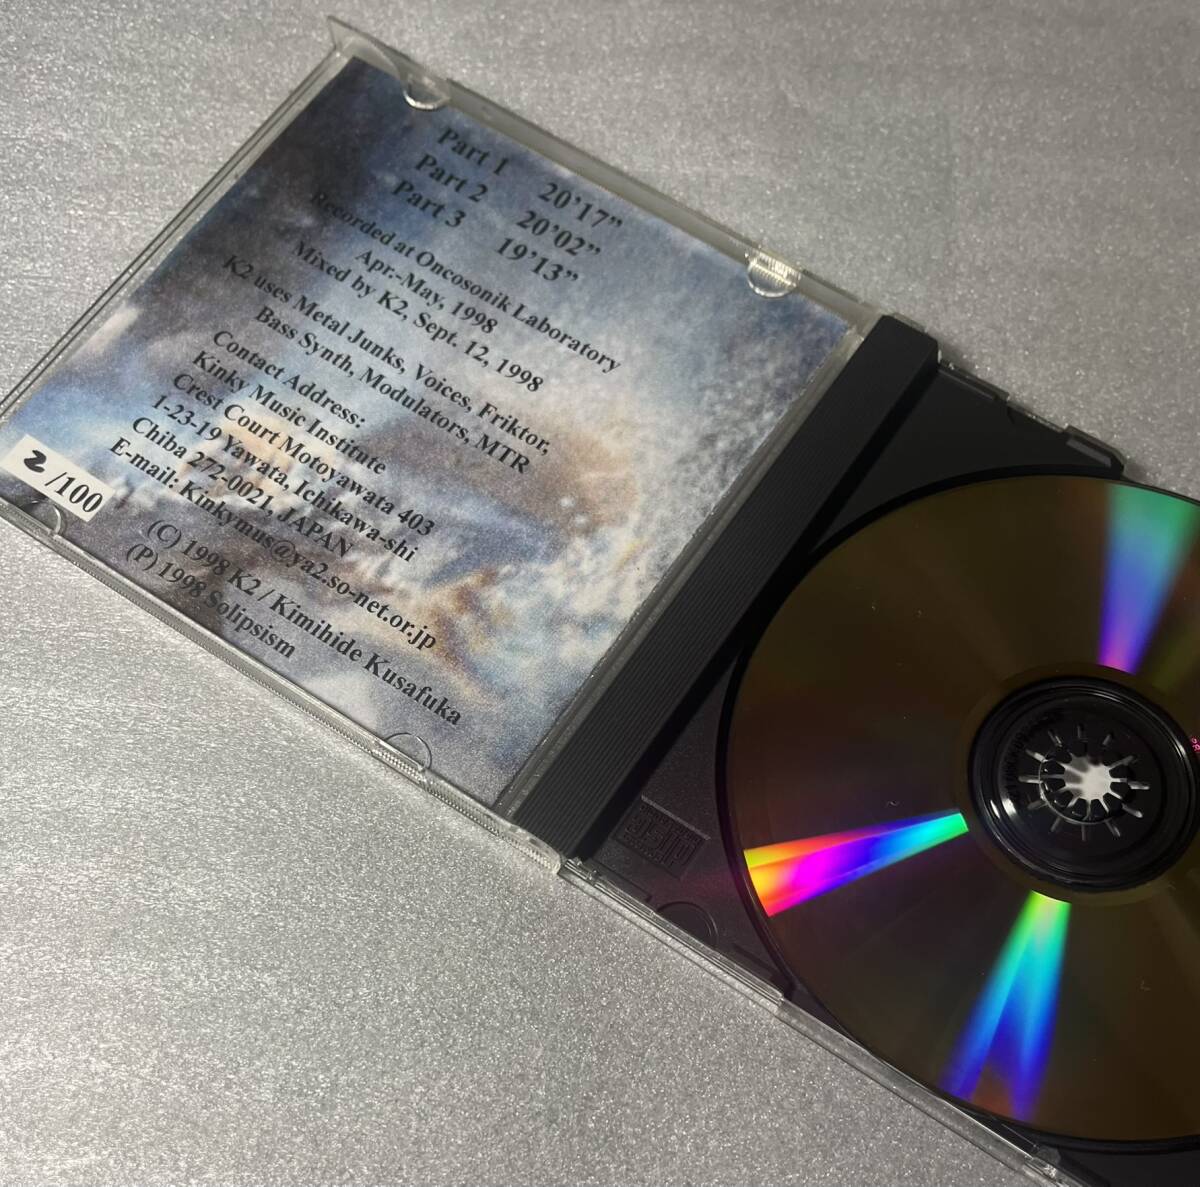 Part 1 20’17”
Part 2 20’02”
Part 3 19’13”
Recorded at Oncosonik Laboratory
Apr.-May, 1998
Mixed by K2, Sept. 12, 1998
K2 uses Metal Junks, Voices, Friktor,
Bass Synth, Modulators, MTR
Contact Address:
Kinky Music Institute
Crest Court Motoyawata 403
1-23-19 Yawata, Ichikawa-shi
Chiba 272-0021, JAPAN
E-mail: Kinkymus@ya2.so-net.or.jp
(C) 1998 K2 / Kimihide Kusafuka
(P) 1998 Solipsism
2/100